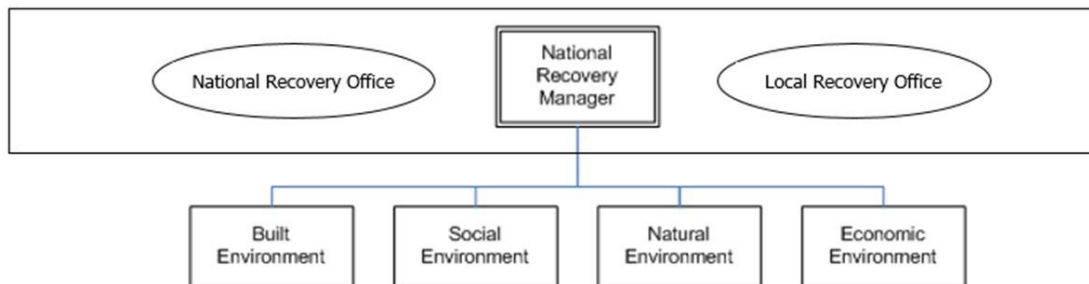 National Recovery Office
National
Recovery
Manager
Local Recovery Office
Built
Environment
Social
Environment
Natural
Environment
Economic
Environment